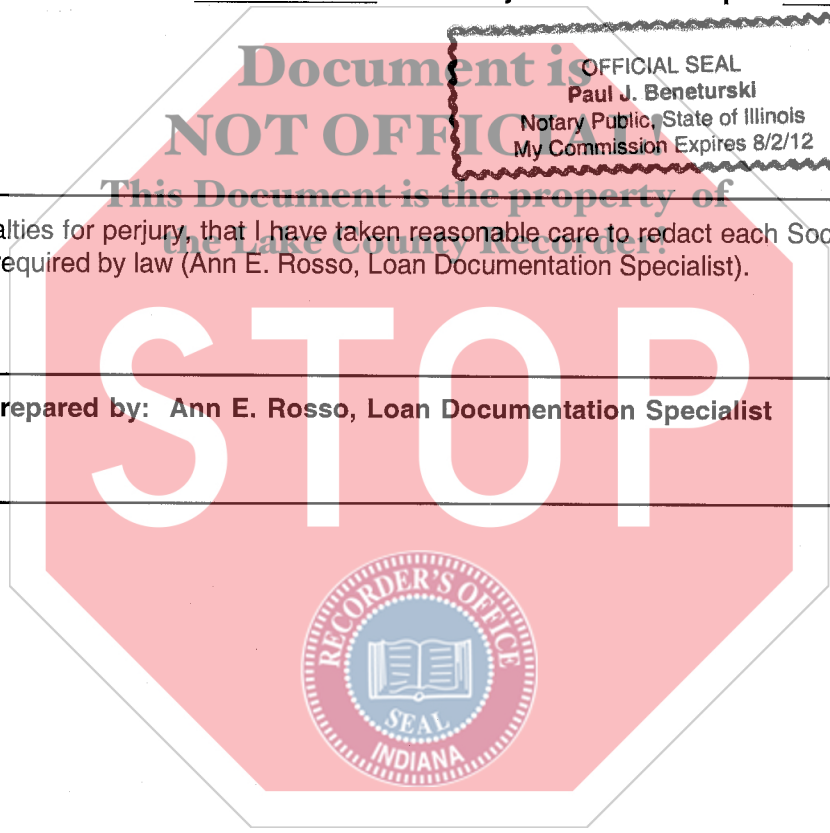 Document is
NOT OFFICIAL!
This Document is the property of
the Lake County Recorder!
OFFICIAL SEAL
Paul J. Beneturski
Notary Public, State of Illinois
My Commission Expires 8/2/12
alties for perjury, that I have taken reasonable care to redact each Soc
equired by law (Ann E. Rosso, Loan Documentation Specialist).
STOP
repared by: Ann E. Rosso, Loan Documentation Specialist
RECORDER'S OFFICE
SEAL
INDIANA